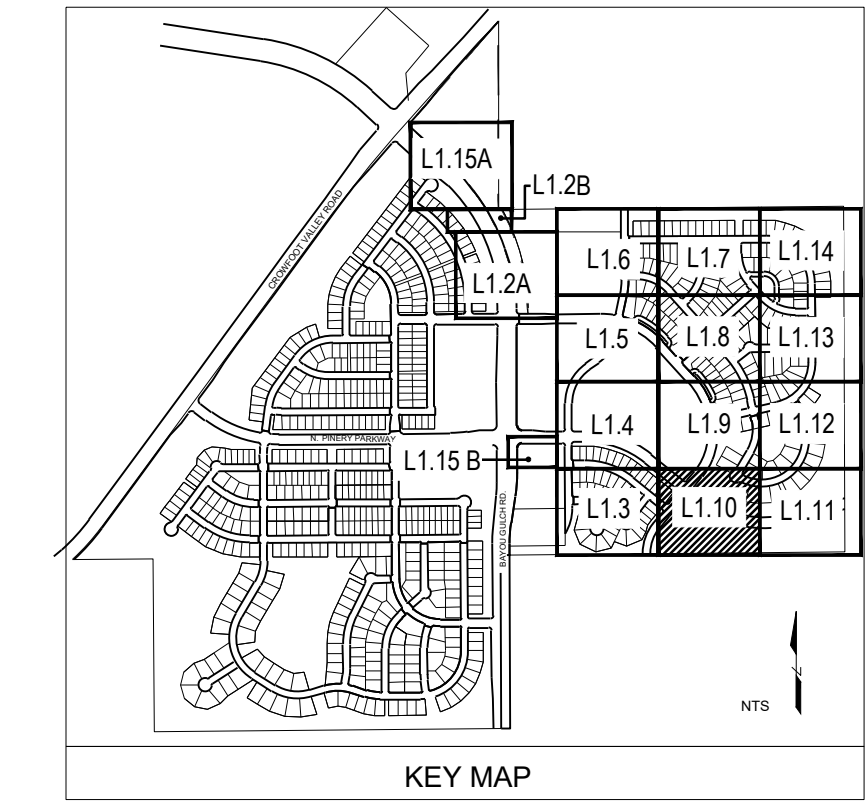 L1.15A
L1.2B
CROWFOOT VALLEY ROAD
L1.6
L1.7
L1.14
L1.2A
L1.5
L1.8
L1.13
L1.4
L1.9
L1.12
N. PINERY PARKWAY
L1.15 B
L1.3
L1.10
L1.11
BAYOU GULCH RD.
N
NTS
KEY MAP